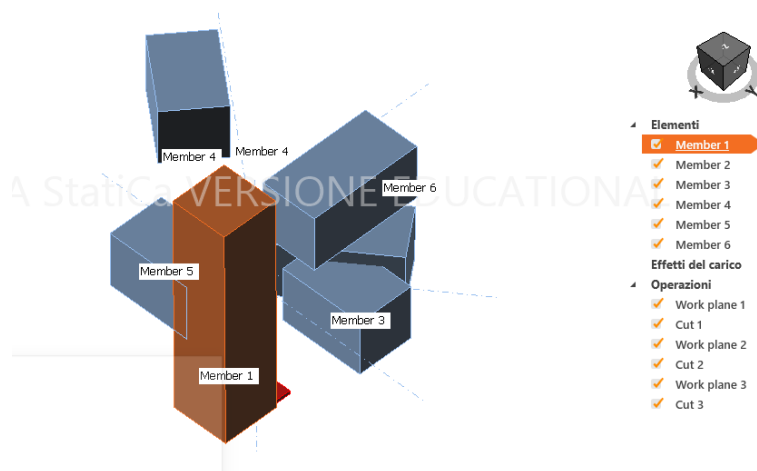 Member 4
Member 4
Member 6
A StatiCa VERSIONE EDUCATIONA
Member 5
Member 3
Member 1
X
Y
Elementi
Member 1
Member 2
Member 3
Member 4
Member 5
Member 6
Effetti del carico
Operazioni
Work plane 1
Cut 1
Work plane 2
Cut 2
Work plane 3
Cut 3